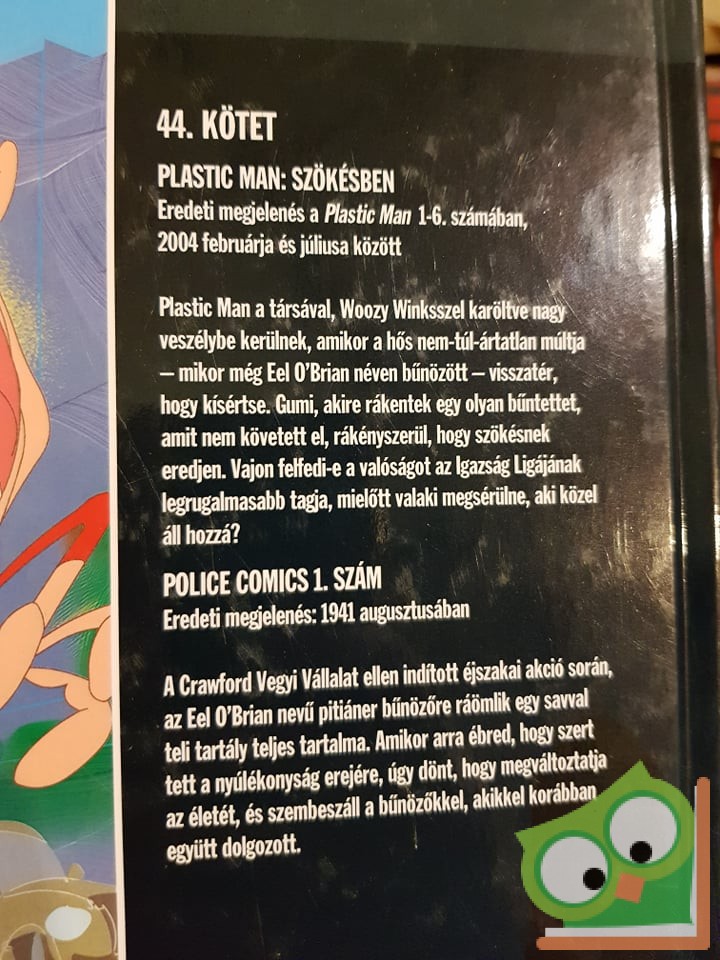 44. KÖTET
PLASTIC MAN: SZÖKÉSBEN
Eredeti megjelenés a Plastic Man 1-6. számában,
2004 februárja és júliusa között
Plastic Man a társával, Woozy Winksszel karöltve nagy
veszélybe kerülnek, amikor a hős nem-túl-ártatlan múltja
– mikor még Eel O'Brian néven bűnözött – visszatér,
hogy kísértse. Gumi, akire rákentek egy olyan bűntettet,
amit nem követett el, rákényszerül, hogy szökésnek
eredjen. Vajon felfedi-e a valóságot az Igazság Ligájának
legrugalmasabb tagja, mielőtt valaki megsérülne, aki közel
áll hozzá?
POLICE COMICS 1. SZÁM
Eredeti megjelenés: 1941 augusztusában
A Crawford Vegyi Vállalat ellen indított éjszakai akció során,
az Eel O'Brian nevű pitiáner bűnözőre ráömlik egy savval
teli tartály teljes tartalma. Amikor arra ébred, hogy szert
tett a nyúlékonyság erejére, úgy dönt, hogy megváltoztatja
az életét, és szembeszáll a bűnözőkkel, akikkel korábban
együtt dolgozott.